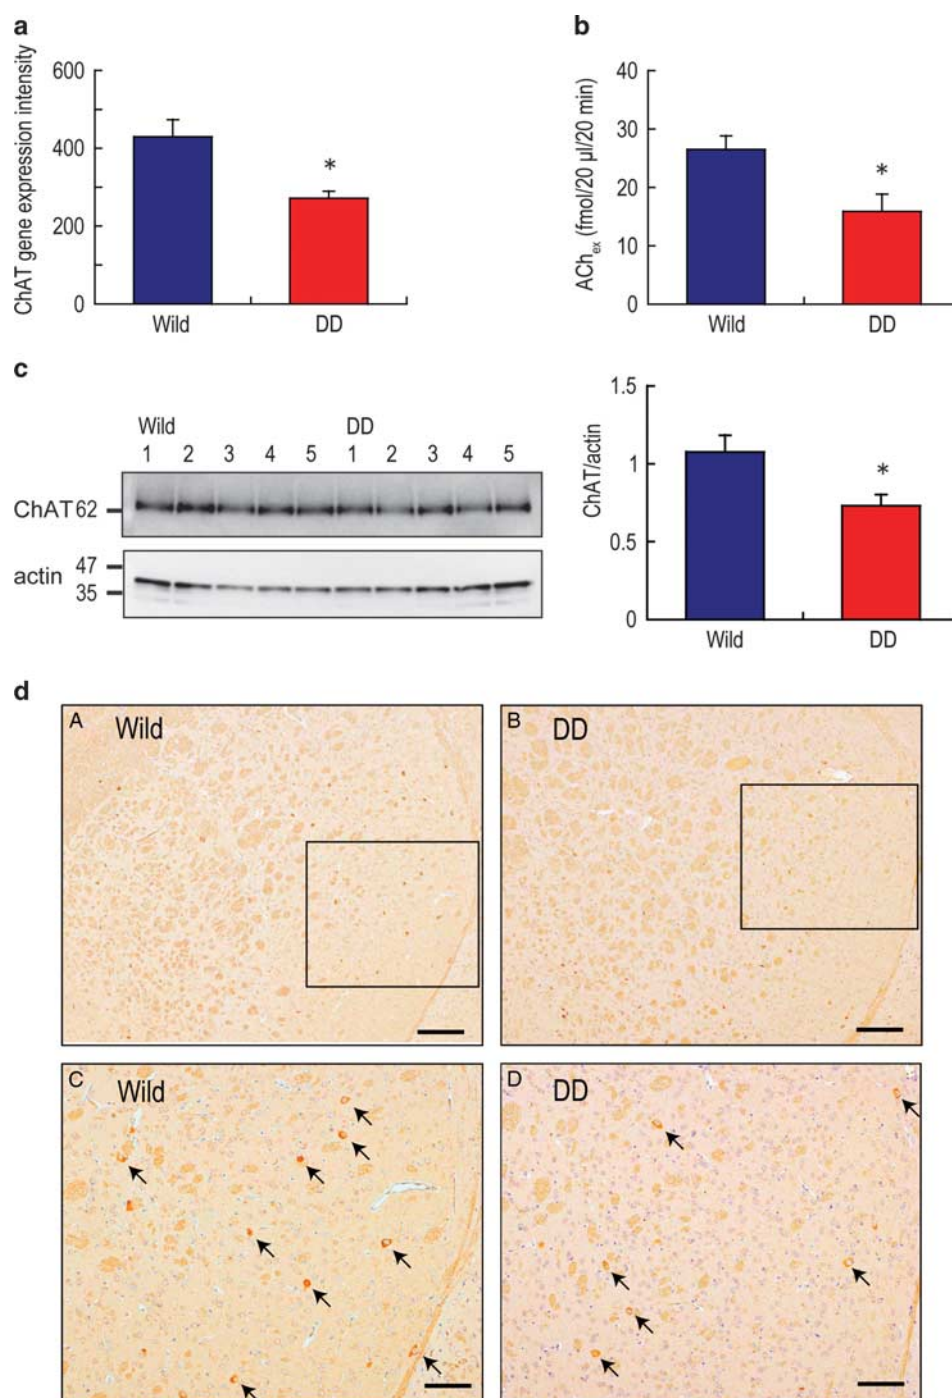 a
ChAT gene expression intensity
600
400
200
0
*
Wild DD
b
ACh_ex (fmol/20 µl/20 min)
40
30
20
10
0
*
Wild DD
c
Wild DD
1 2 3 4 5 1 2 3 4 5
ChAT 62
actin
47
35
ChAT/actin
1.5
1
0.5
0
*
Wild DD
d
A Wild
B DD
C Wild
D DD